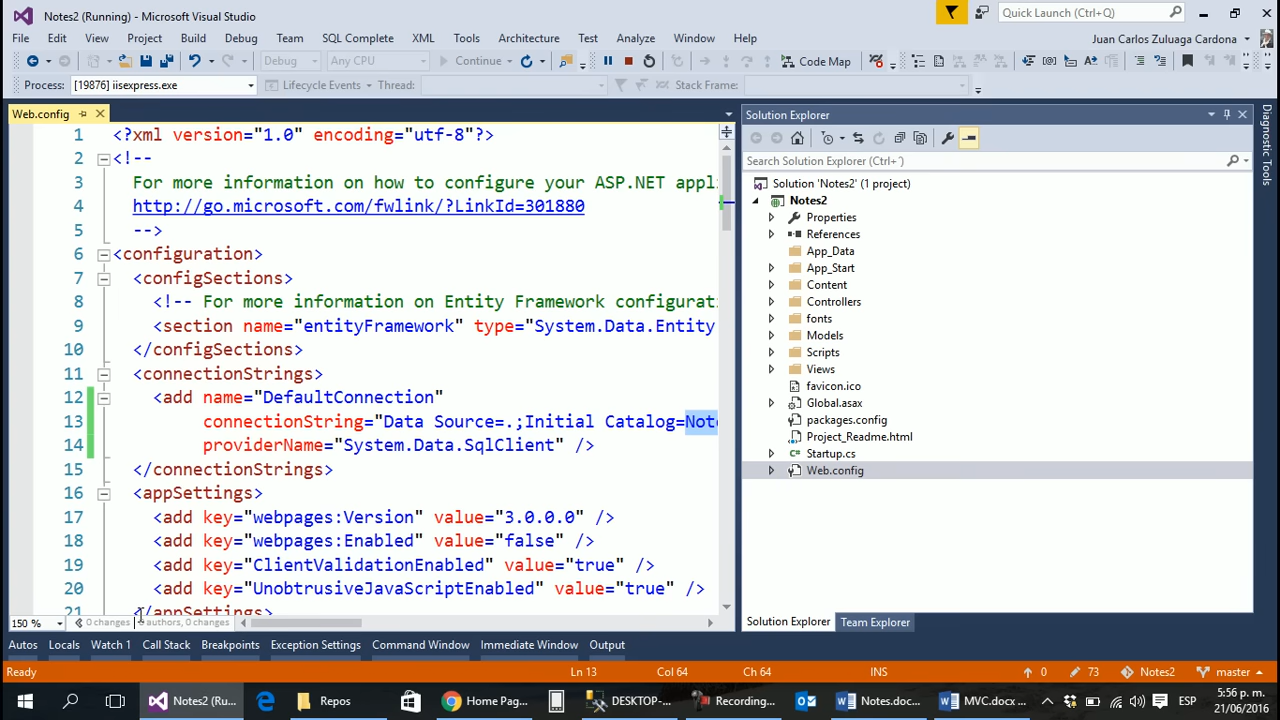 Notes2 (Running) - Microsoft Visual Studio
Quick Launch (Ctrl+Q)
File Edit View Project Build Debug Team SQL Complete XML Tools Architecture Test Analyze Window Help
Juan Carlos Zuluaga Cardona
Debug Any CPU Continue Code Map
Process: [19876] iisexpress.exe Lifecycle Events Thread: Stack Frame:
Web.config
1 <?xml version="1.0" encoding="utf-8"?>
2 <!--
3 For more information on how to configure your ASP.NET appl
4 http://go.microsoft.com/fwlink/?LinkId=301880
5 -->
6 <configuration>
7 <configSections>
8 <!-- For more information on Entity Framework configurat
9 <section name="entityFramework" type="System.Data.Entity
10 </configSections>
11 <connectionStrings>
12 <add name="DefaultConnection"
13 connectionString="Data Source=.;Initial Catalog=Note
14 providerName="System.Data.SqlClient" />
15 </connectionStrings>
16 <appSettings>
17 <add key="webpages:Version" value="3.0.0.0" />
18 <add key="webpages:Enabled" value="false" />
19 <add key="ClientValidationEnabled" value="true" />
20 <add key="UnobtrusiveJavaScriptEnabled" value="true" />
21 </appSettings>
150 % 0 changes | authors, 0 changes
Solution Explorer
Search Solution Explorer (Ctrl+´)
Solution 'Notes2' (1 project)
Notes2
Properties
References
App_Data
App_Start
Content
Controllers
fonts
Models
Scripts
Views
favicon.ico
Global.asax
packages.config
Project_Readme.html
Startup.cs
Web.config
Solution Explorer Team Explorer
Diagnostic Tools
Autos Locals Watch 1 Call Stack Breakpoints Exception Settings Command Window Immediate Window Output
Ready Ln 13 Col 64 Ch 64 INS 0 73 Notes2 master
Notes2 (Ru... Repos Home Pag... DESKTOP-... Recording... Notes.doc... MVC.docx ... ESP
5:56 p. m.
21/06/2016